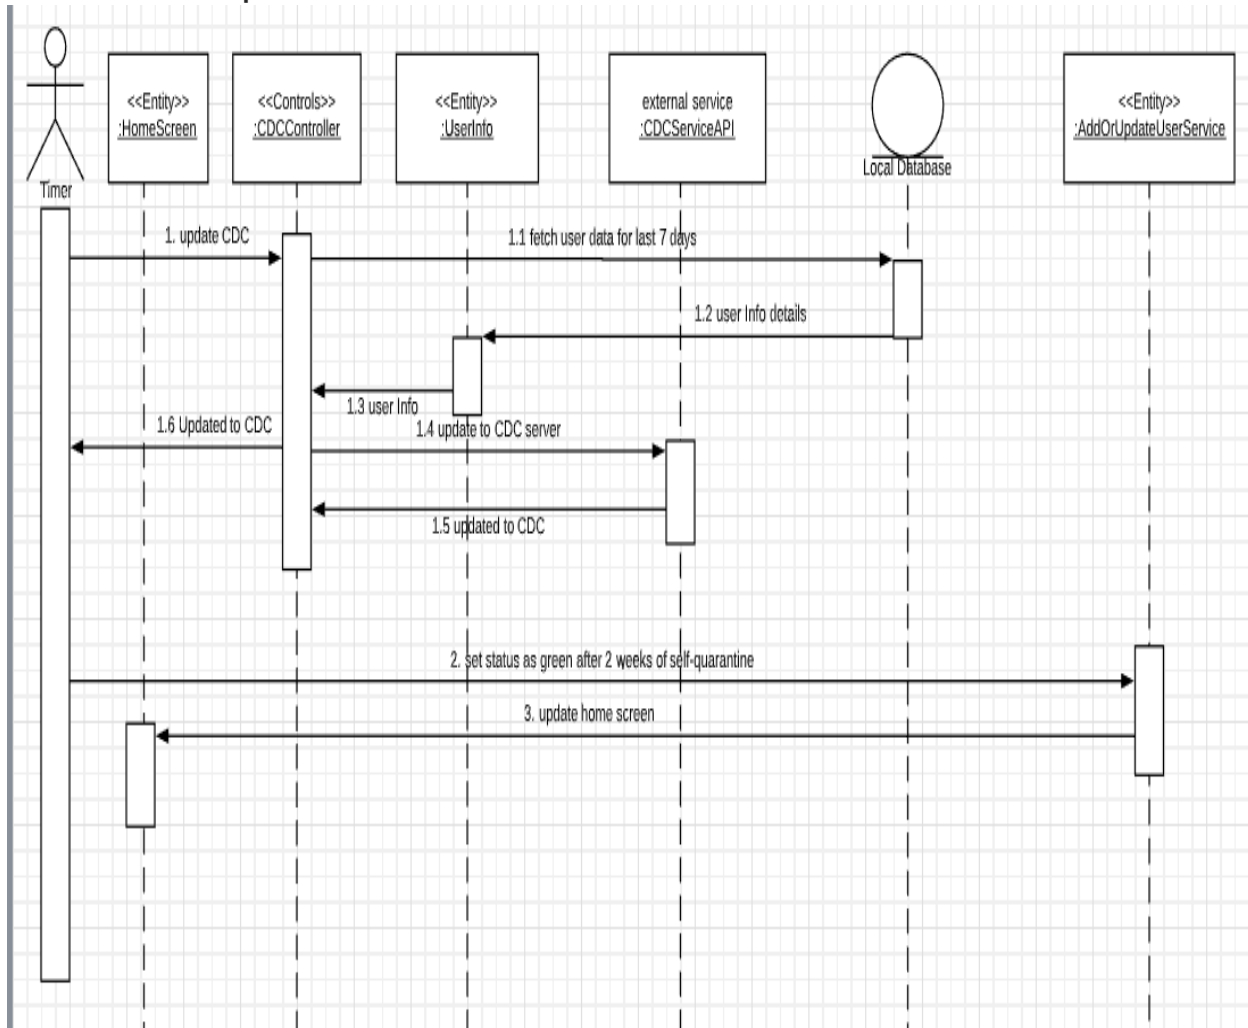 <<Entity>>
:HomeScreen
<<Controls>>
:CDCController
<<Entity>>
:UserInfo
external service
:CDCServiceAPI
Local Database
<<Entity>>
:AddOrUpdateUserService
Timer
1. update CDC
1.1 fetch user data for last 7 days
1.2 user Info details
1.3 user Info
1.6 Updated to CDC
1.4 update to CDC server
1.5 updated to CDC
2. set status as green after 2 weeks of self-quarantine
3. update home screen